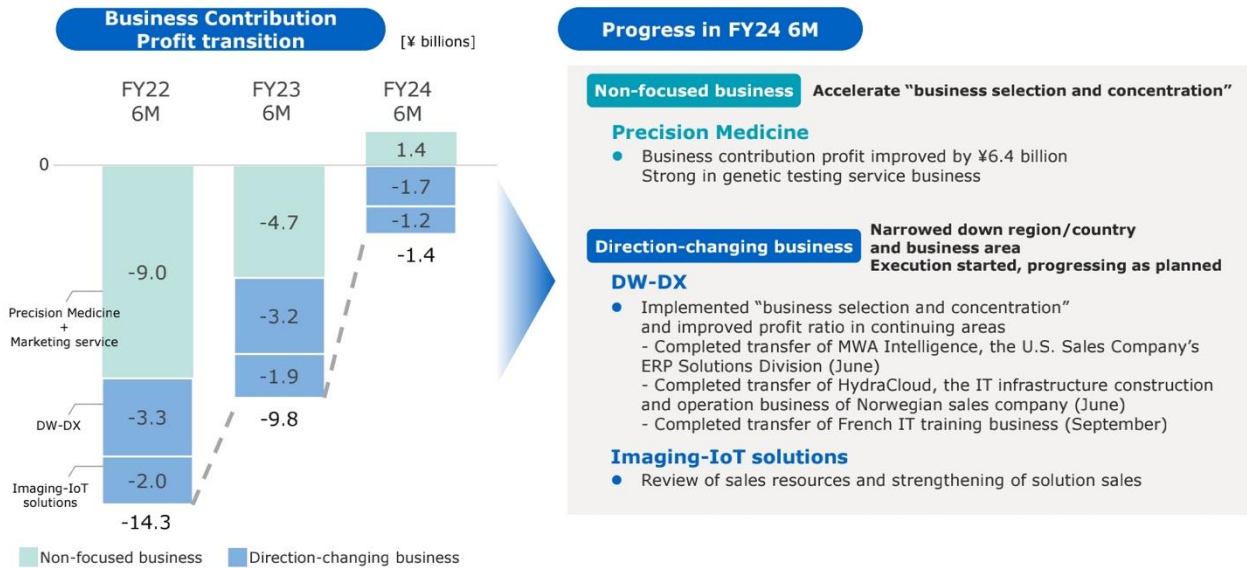 Business Contribution
Profit transition
[¥ billions]
FY22
6M
FY23
6M
FY24
6M
0
1.4
-1.7
-1.2
-1.4
-4.7
-3.2
-1.9
-9.8
-9.0
-3.3
-2.0
-14.3
Precision Medicine
+
Marketing service
DW-DX
Imaging-IoT
solutions
Non-focused business
Direction-changing business
Progress in FY24 6M
Non-focused business
Accelerate “business selection and concentration”
Precision Medicine
● Business contribution profit improved by ¥6.4 billion
Strong in genetic testing service business
Direction-changing business
Narrowed down region/country
and business area
Execution started, progressing as planned
DW-DX
● Implemented “business selection and concentration”
and improved profit ratio in continuing areas
- Completed transfer of MWA Intelligence, the U.S. Sales Company’s
ERP Solutions Division (June)
- Completed transfer of HydraCloud, the IT infrastructure construction
and operation business of Norwegian sales company (June)
- Completed transfer of French IT training business (September)
Imaging-IoT solutions
● Review of sales resources and strengthening of solution sales